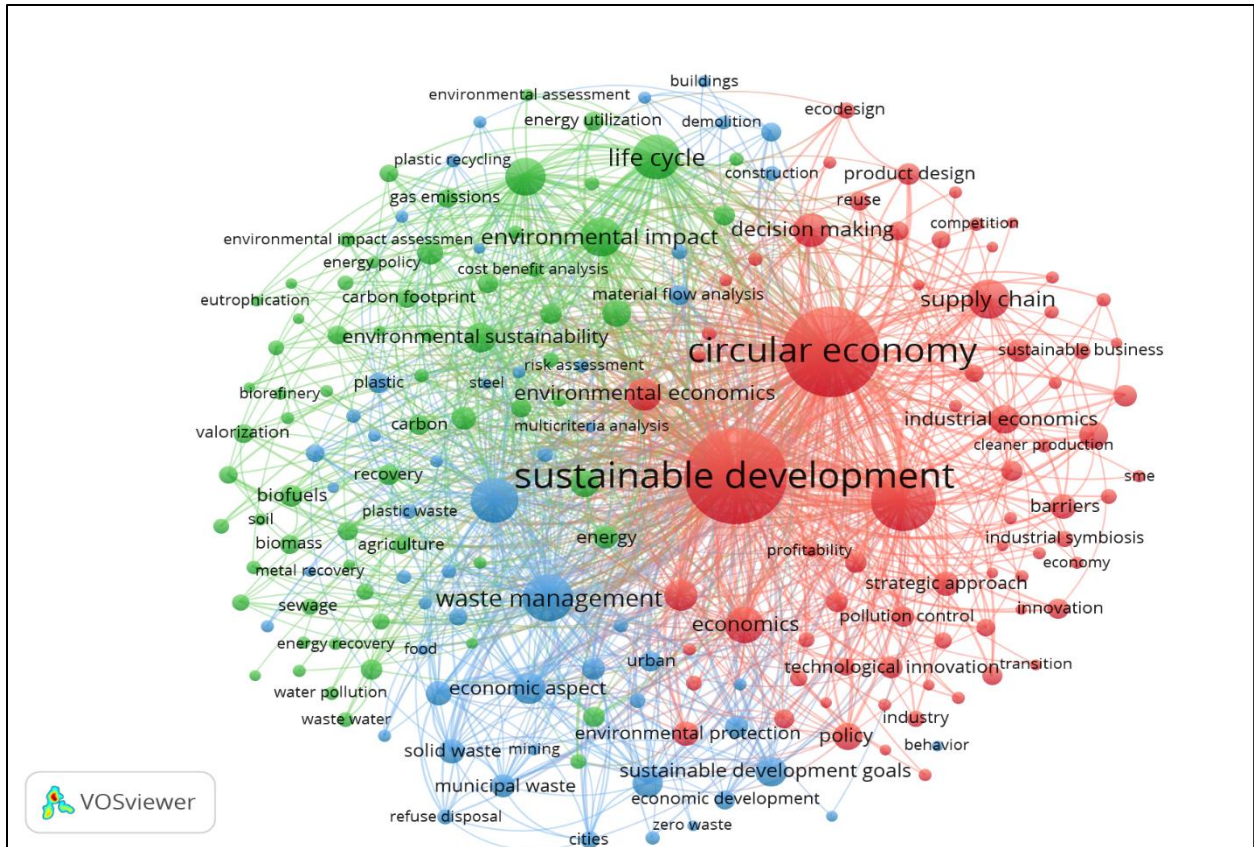 buildings
environmental assessment
ecodesign
energy utilization
demolition
life cycle
plastic recycling
construction
product design
gas emissions
reuse
competition
environmental impact
decision making
environmental impact assessmen
energy policy
cost benefit analysis
material flow analysis
supply chain
eutrophication
carbon footprint
environmental sustainability
circular economy
sustainable business
risk assessment
plastic
steel
biorefinery
environmental economics
industrial economics
valorization
carbon
multicriteria analysis
cleaner production
recovery
sustainable development
sme
biofuels
plastic waste
barriers
soil
biomass
agriculture
energy
industrial symbiosis
profitability
economy
metal recovery
strategic approach
sewage
waste management
economics
pollution control
innovation
energy recovery
food
urban
technological innovation
transition
water pollution
economic aspect
waste water
environmental protection
policy
industry
solid waste
mining
behavior
municipal waste
sustainable development goals
economic development
refuse disposal
zero waste
cities
VOSviewer